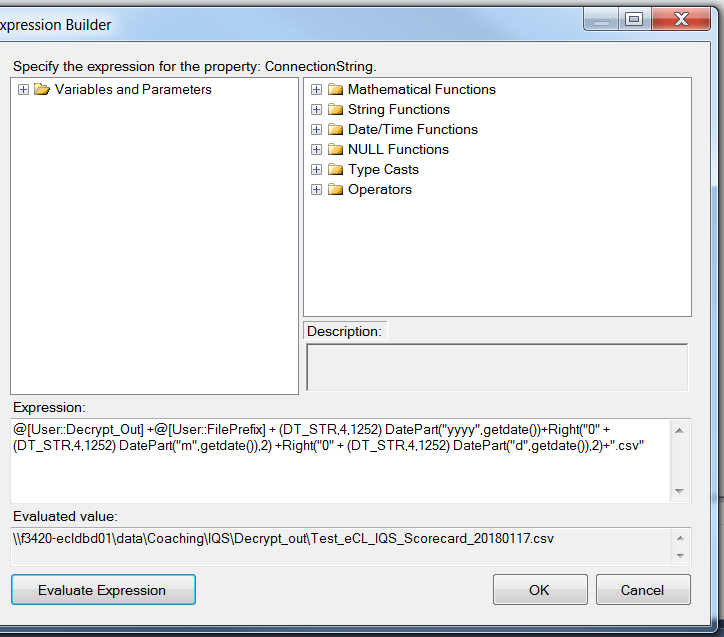 xpression Builder
Specify the expression for the property: ConnectionString.
Variables and Parameters
Mathematical Functions
String Functions
Date/Time Functions
NULL Functions
Type Casts
Operators
Description:
Expression:
@[User::Decrypt_Out] +@[User::FilePrefix] + (DT_STR,4,1252) DatePart("yyyy",getdate())+Right("0" +
(DT_STR,4,1252) DatePart("m",getdate()),2) +Right("0" + (DT_STR,4,1252) DatePart("d",getdate()),2)+".csv"
Evaluated value:
\\f3420-ecldbd01\data\Coaching\IQS\Decrypt_out\Test_eCL_IQS_Scorecard_20180117.csv
Evaluate Expression
OK
Cancel